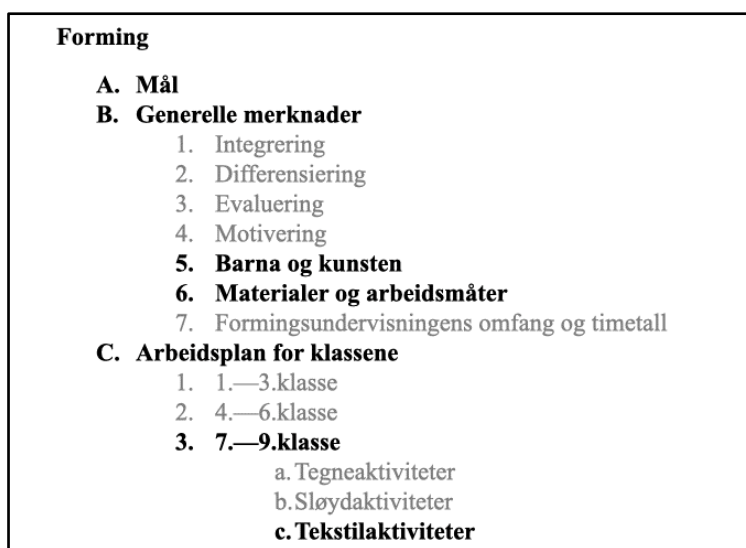 Forming
A. Mål
B. Generelle merknader
1. Integrering
2. Differensiering
3. Evaluering
4. Motivering
5. Barna og kunsten
6. Materialer og arbeidsmåter
7. Formingsundervisningens omfang og timetall
C. Arbeidsplan for klassene
1. 1.—3.klasse
2. 4.—6.klasse
3. 7.—9.klasse
a. Tegneaktiviteter
b. Sløydaktiviteter
c. Tekstilaktiviteter